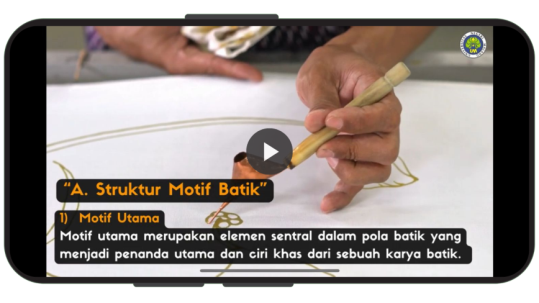 “A. Struktur Motif Batik”
1) Motif Utama
Motif utama merupakan elemen sentral dalam pola batik yang
menjadi penanda utama dan ciri khas dari sebuah karya batik.